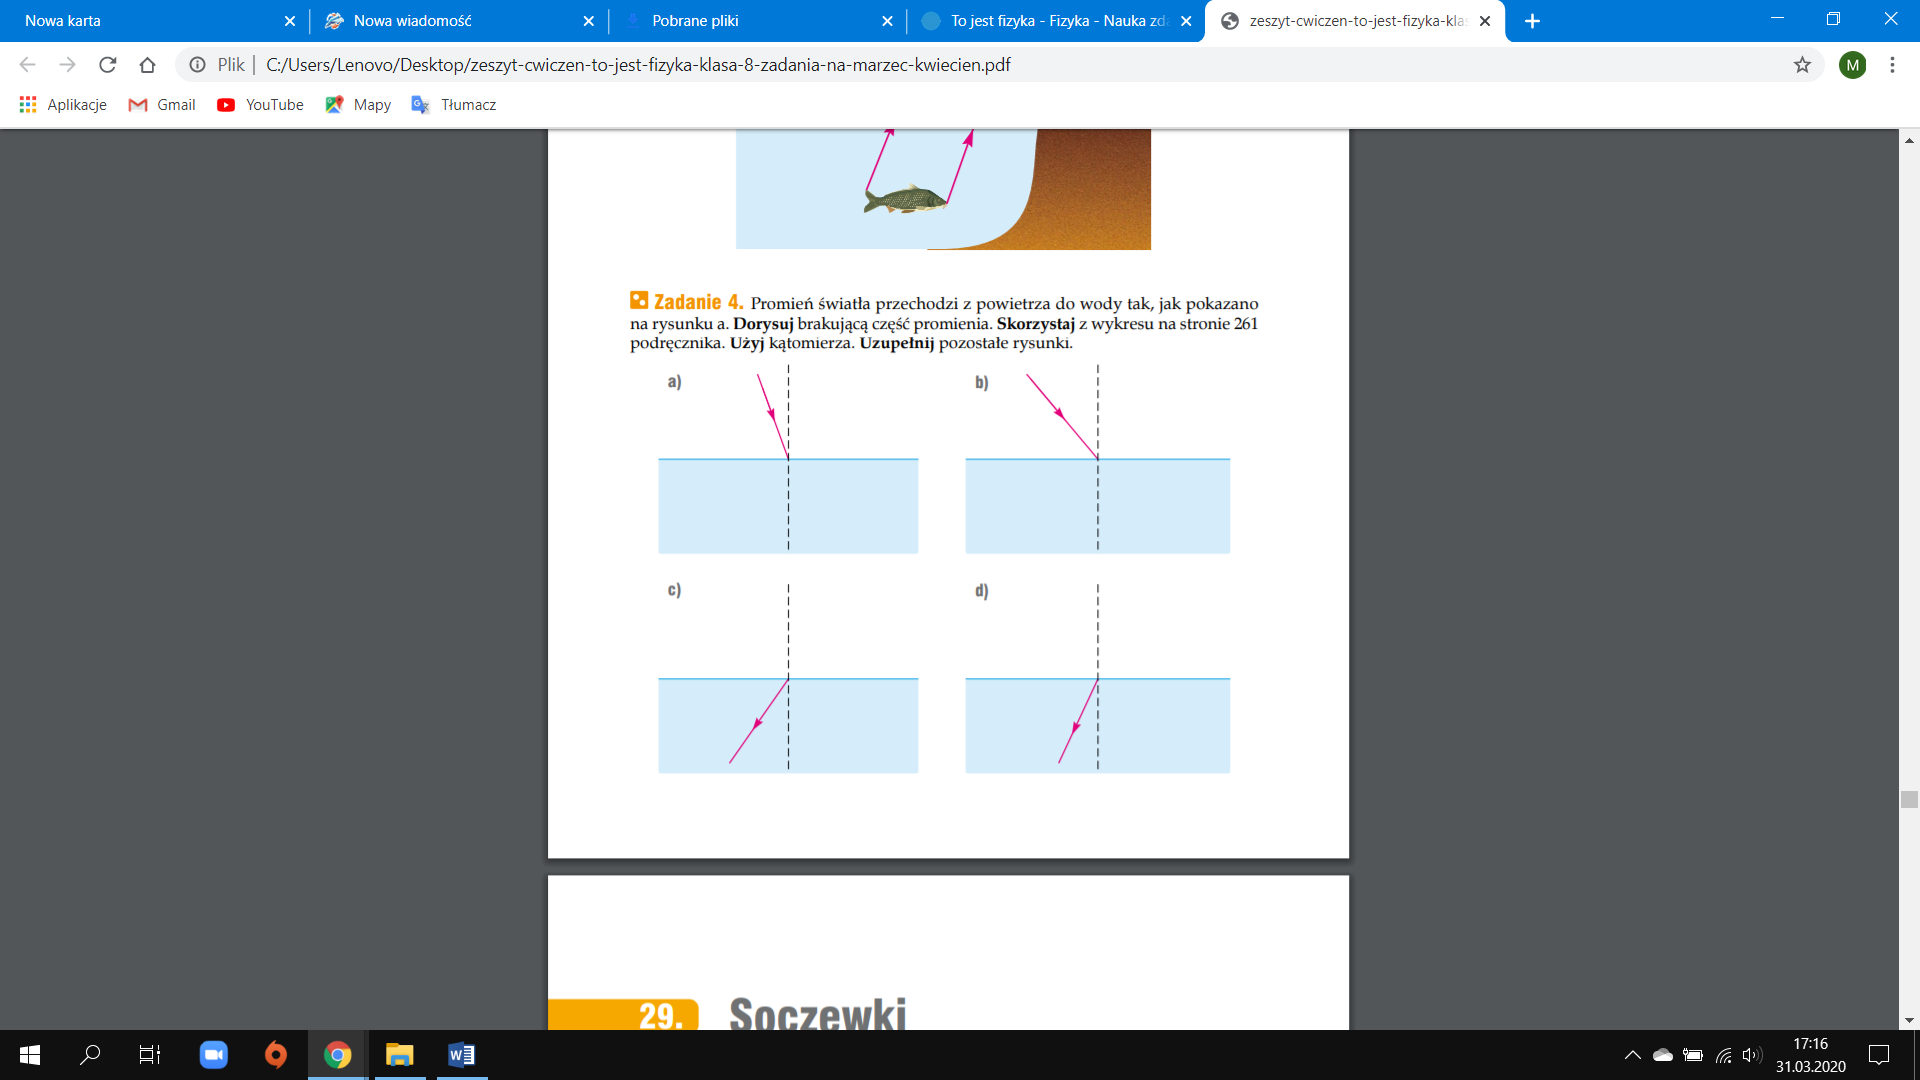 Nowa karta
Nowa wiadomość
Pobrane pliki
To jest fizyka - Fizyka - Nauka zda
zeszyt-cwiczen-to-jest-fizyka-klas
Plik
C:/Users/Lenovo/Desktop/zeszyt-cwiczen-to-jest-fizyka-klasa-8-zadania-na-marzec-kwiecien.pdf
M
Aplikacje
Gmail
YouTube
Mapy
Tłumacz
Zadanie 4. Promień światła przechodzi z powietrza do wody tak, jak pokazano
na rysunku a. Dorysuj brakującą część promienia. Skorzystaj z wykresu na stronie 261
podręcznika. Użyj kątomierza. Uzupełnij pozostałe rysunki.
a)
b)
c)
d)
29. Soczewki
17:16
31.03.2020